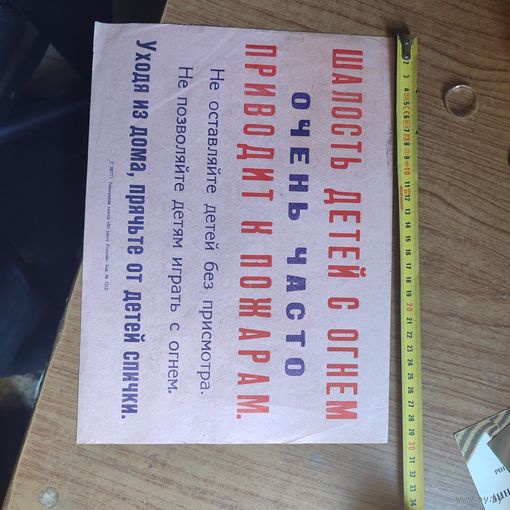 ШАЛОСТЬ ДЕТЕЙ С ОГНЕМ
ОЧЕНЬ ЧАСТО
ПРИВОДИТ К ПОЖАРАМ.
Не оставляйте детей без присмотра.
Не позволяйте детям играть с огнем.
Уходя из дома, прячьте от детей спички.